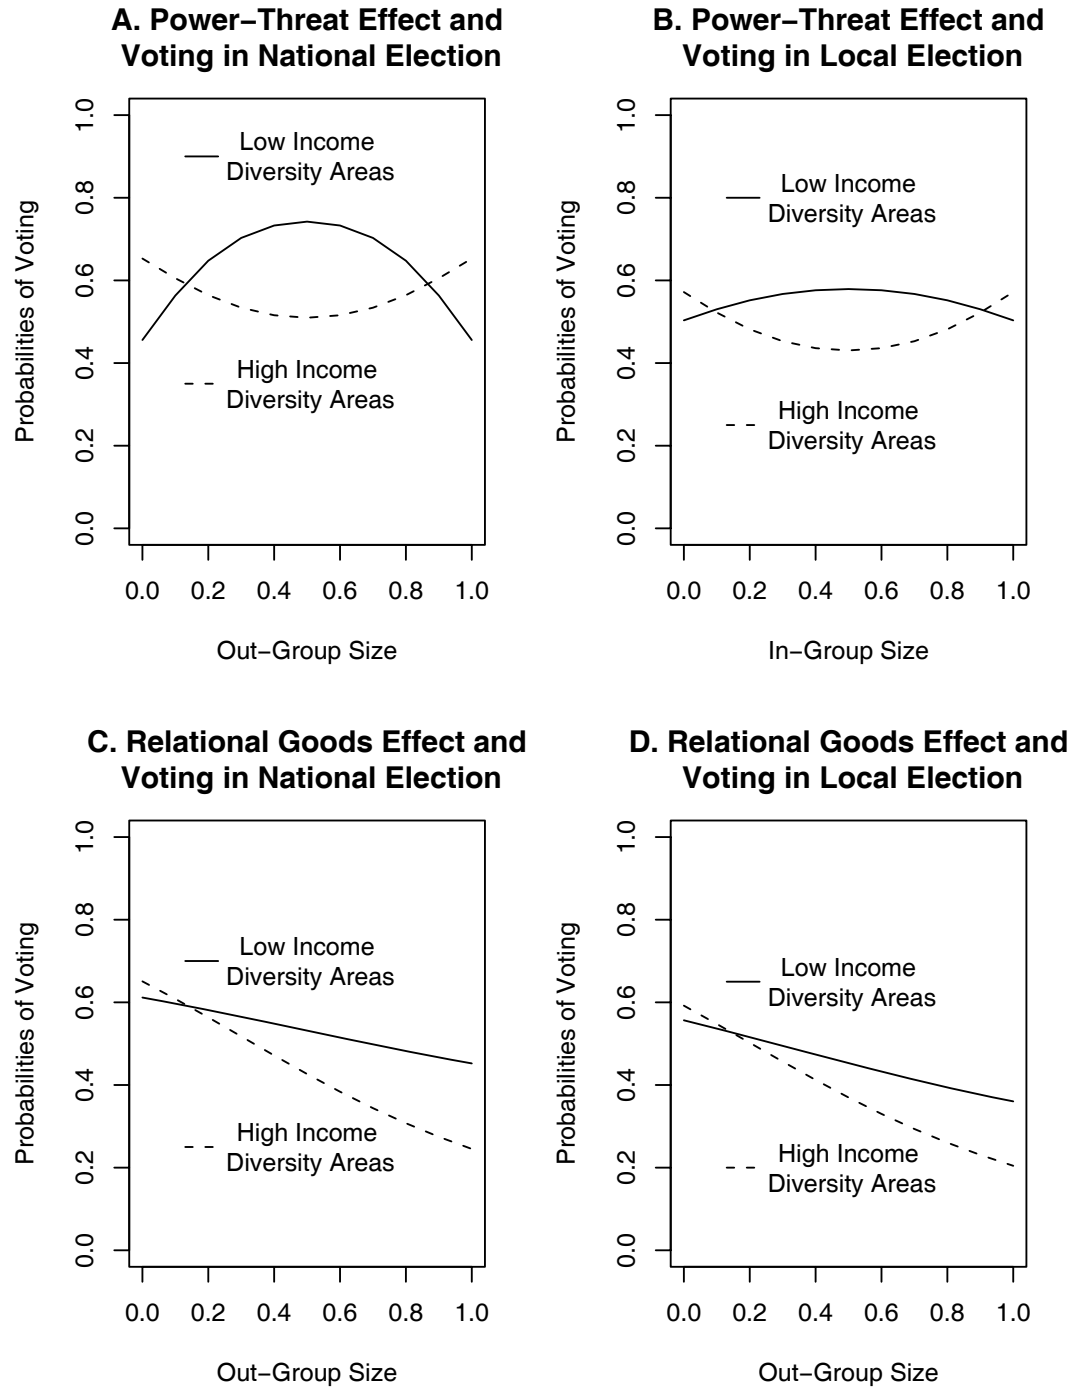 A. Power−Threat Effect and
Voting in National Election
Probabilities of Voting
1.0
0.8
0.6
0.4
0.2
0.0
Low Income
Diversity Areas
High Income
Diversity Areas
0.0 0.2 0.4 0.6 0.8 1.0
Out−Group Size
B. Power−Threat Effect and
Voting in Local Election
Probabilities of Voting
1.0
0.8
0.6
0.4
0.2
0.0
Low Income
Diversity Areas
High Income
Diversity Areas
0.0 0.2 0.4 0.6 0.8 1.0
In−Group Size
C. Relational Goods Effect and
Voting in National Election
Probabilities of Voting
1.0
0.8
0.6
0.4
0.2
0.0
Low Income
Diversity Areas
High Income
Diversity Areas
0.0 0.2 0.4 0.6 0.8 1.0
Out−Group Size
D. Relational Goods Effect and
Voting in Local Election
Probabilities of Voting
1.0
0.8
0.6
0.4
0.2
0.0
Low Income
Diversity Areas
High Income
Diversity Areas
0.0 0.2 0.4 0.6 0.8 1.0
Out−Group Size